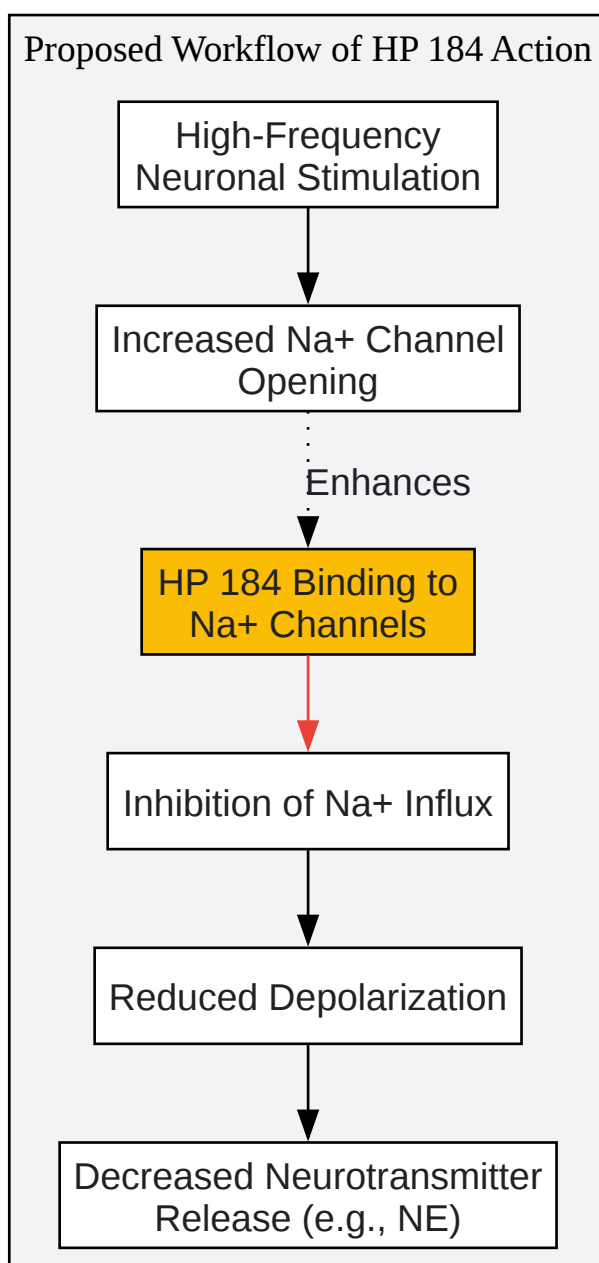 Proposed Workflow of HP 184 Action
High-Frequency
Neuronal Stimulation
Increased Na+ Channel
Opening
Enhances
HP 184 Binding to
Na+ Channels
Inhibition of Na+ Influx
Reduced Depolarization
Decreased Neurotransmitter
Release (e.g., NE)